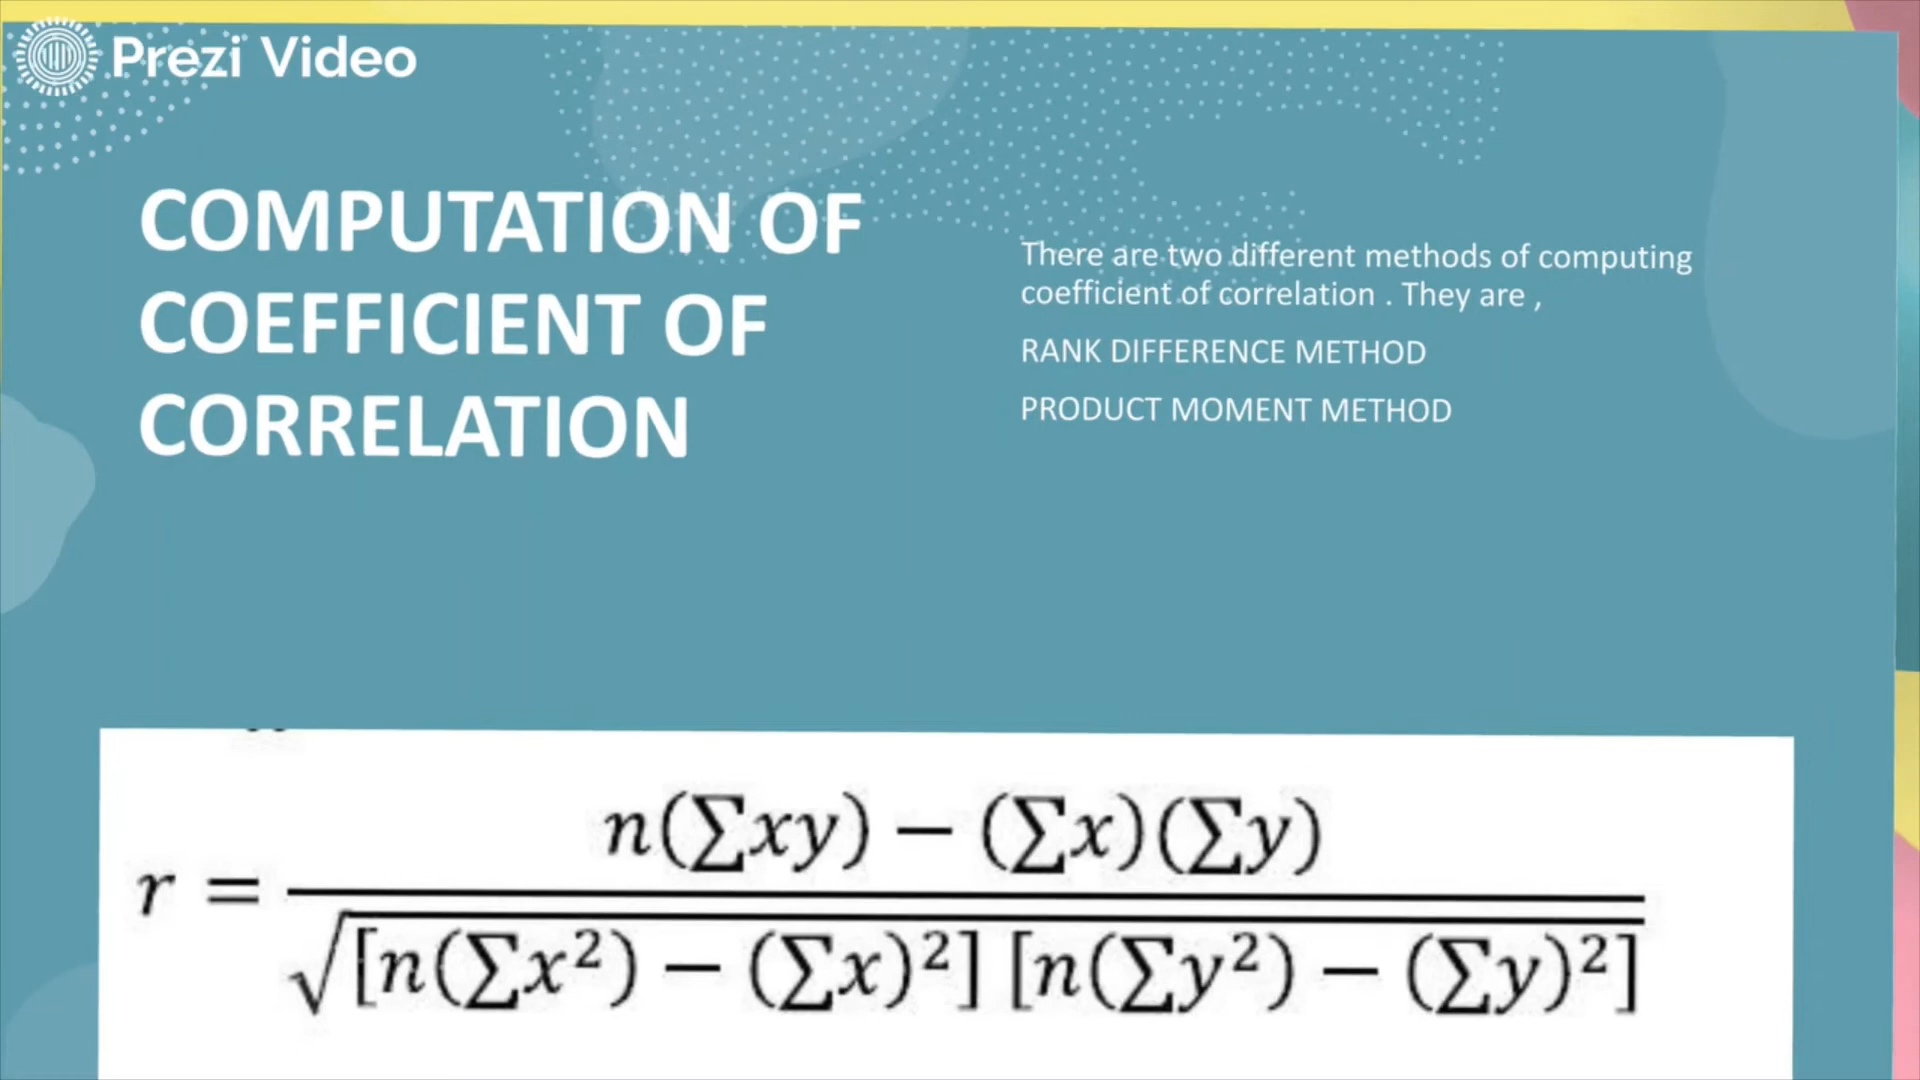 Prezi Video
COMPUTATION OF
COEFFICIENT OF
CORRELATION
There are two different methods of computing
coefficient of correlation . They are ,
RANK DIFFERENCE METHOD
PRODUCT MOMENT METHOD
n(∑xy) − (∑x)(∑y)
r =
√[n(∑x²) − (∑x)²] [n(∑y²) − (∑y)²]